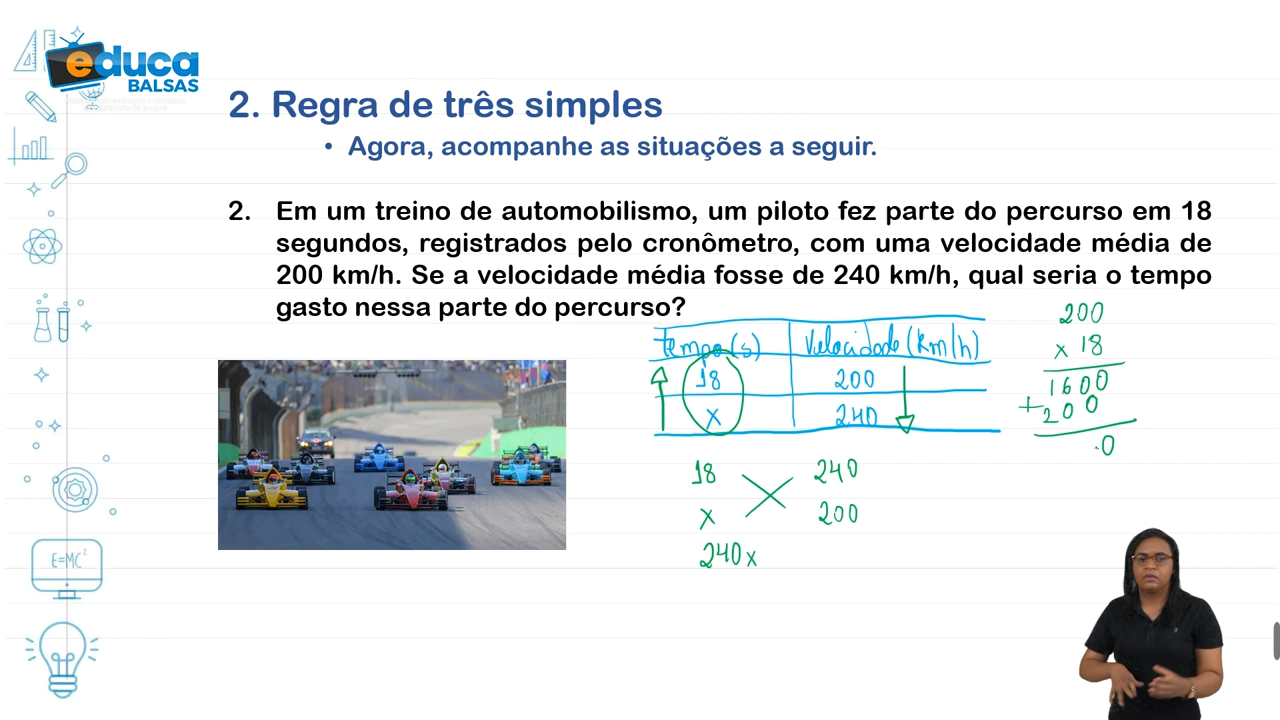 educa
BALSAS
2. Regra de três simples
• Agora, acompanhe as situações a seguir.
2. Em um treino de automobilismo, um piloto fez parte do percurso em 18
segundos, registrados pelo cronômetro, com uma velocidade média de
200 km/h. Se a velocidade média fosse de 240 km/h, qual seria o tempo
gasto nessa parte do percurso?
tempo (s) velocidade (km/h)
18 200
x 240
200
x 18
1600
+200
.0
18 240
x 200
240x
E=MC²